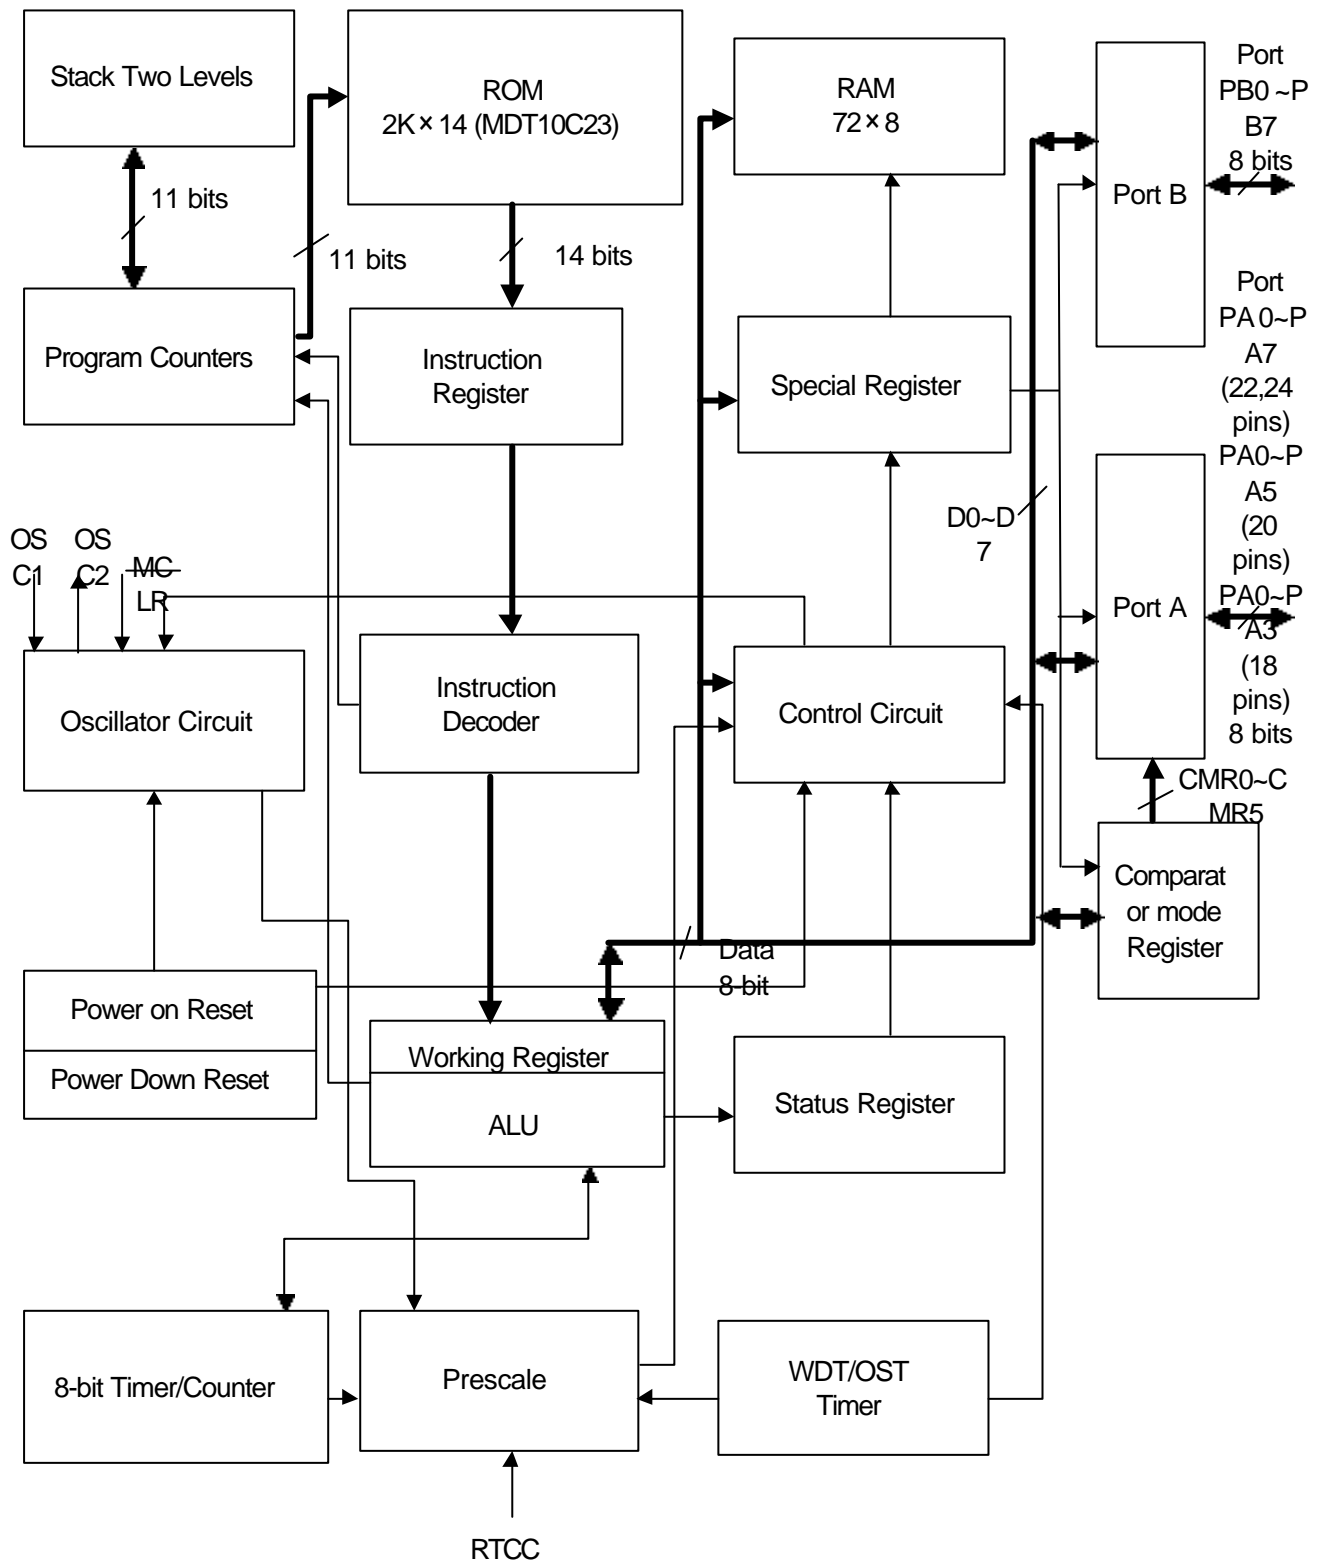 Stack Two Levels
ROM
2K×14 (MDT10C23)
RAM
72×8
Port
PB0 ~P
B7
8 bits
Port B
11 bits
11 bits
14 bits
Program Counters
Instruction
Register
Special Register
Port
PA 0~P
A7
(22,24
pins)
PA0~P
A5
(20
pins)
PA0~P
A3
(18
pins)
8 bits
D0~D
7
Port A
OS
C1
OS
C2
MC
LR
Oscillator Circuit
Instruction
Decoder
Control Circuit
CMR0~C
MR5
Comparat
or mode
Register
Data
8-bit
Power on Reset
Power Down Reset
Working Register
ALU
Status Register
8-bit Timer/Counter
Prescale
WDT/OST
Timer
RTCC